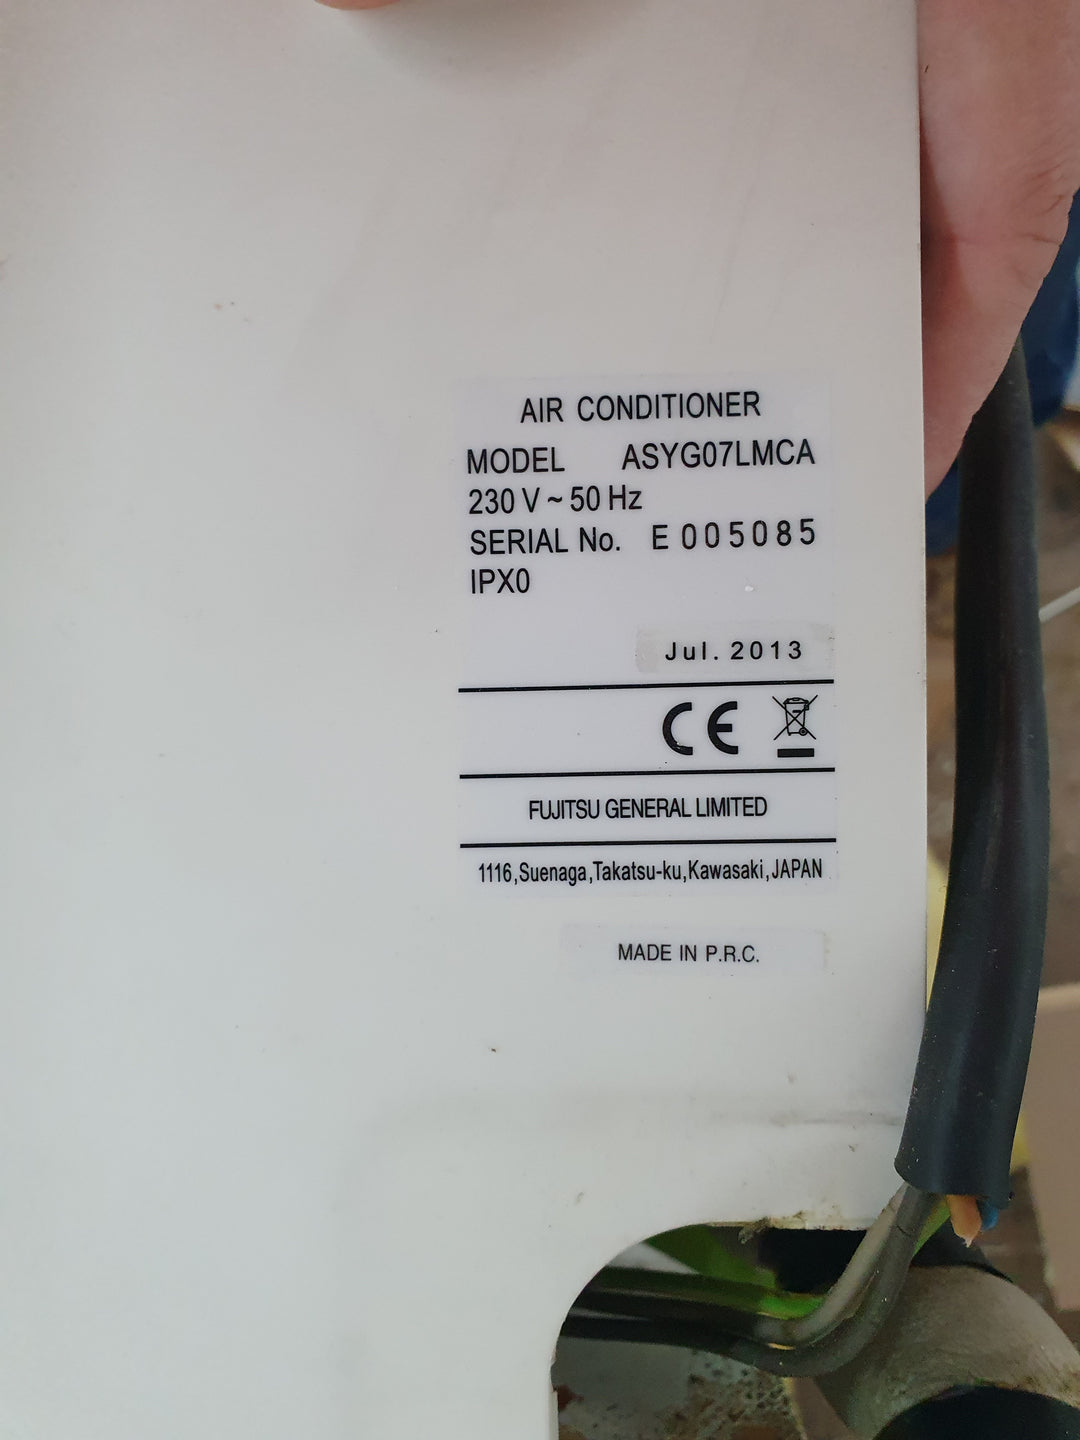 AIR CONDITIONER
MODEL ASYG07LMCA
230 V ~ 50 Hz
SERIAL No. E 005085
IPX0
Jul. 2013
CE
FUJITSU GENERAL LIMITED
1116,Suenaga,Takatsu-ku,Kawasaki,JAPAN
MADE IN P.R.C.